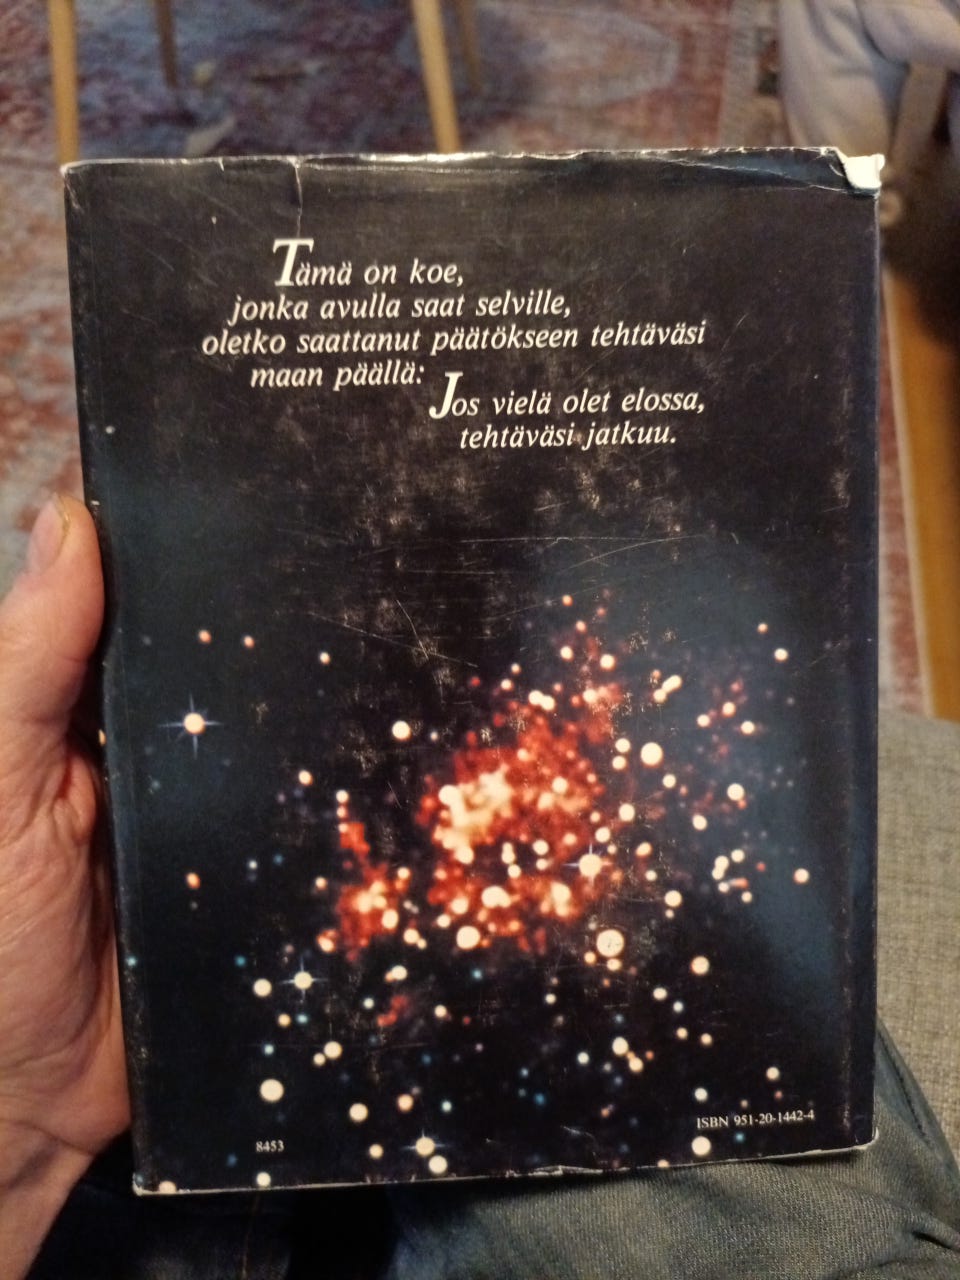 Tämä on koe,
jonka avulla saat selville,
oletko saattanut päätökseen tehtäväsi
maan päällä:
Jos vielä olet elossa,
tehtäväsi jatkuu.
ISBN 951-20-1442-4
8453